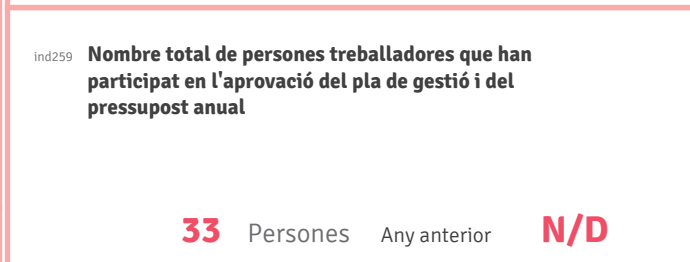 ind259 Nombre total de persones treballadores que han
participat en l'aprovació del pla de gestió i del
pressupost anual
33 Persones Any anterior N/D